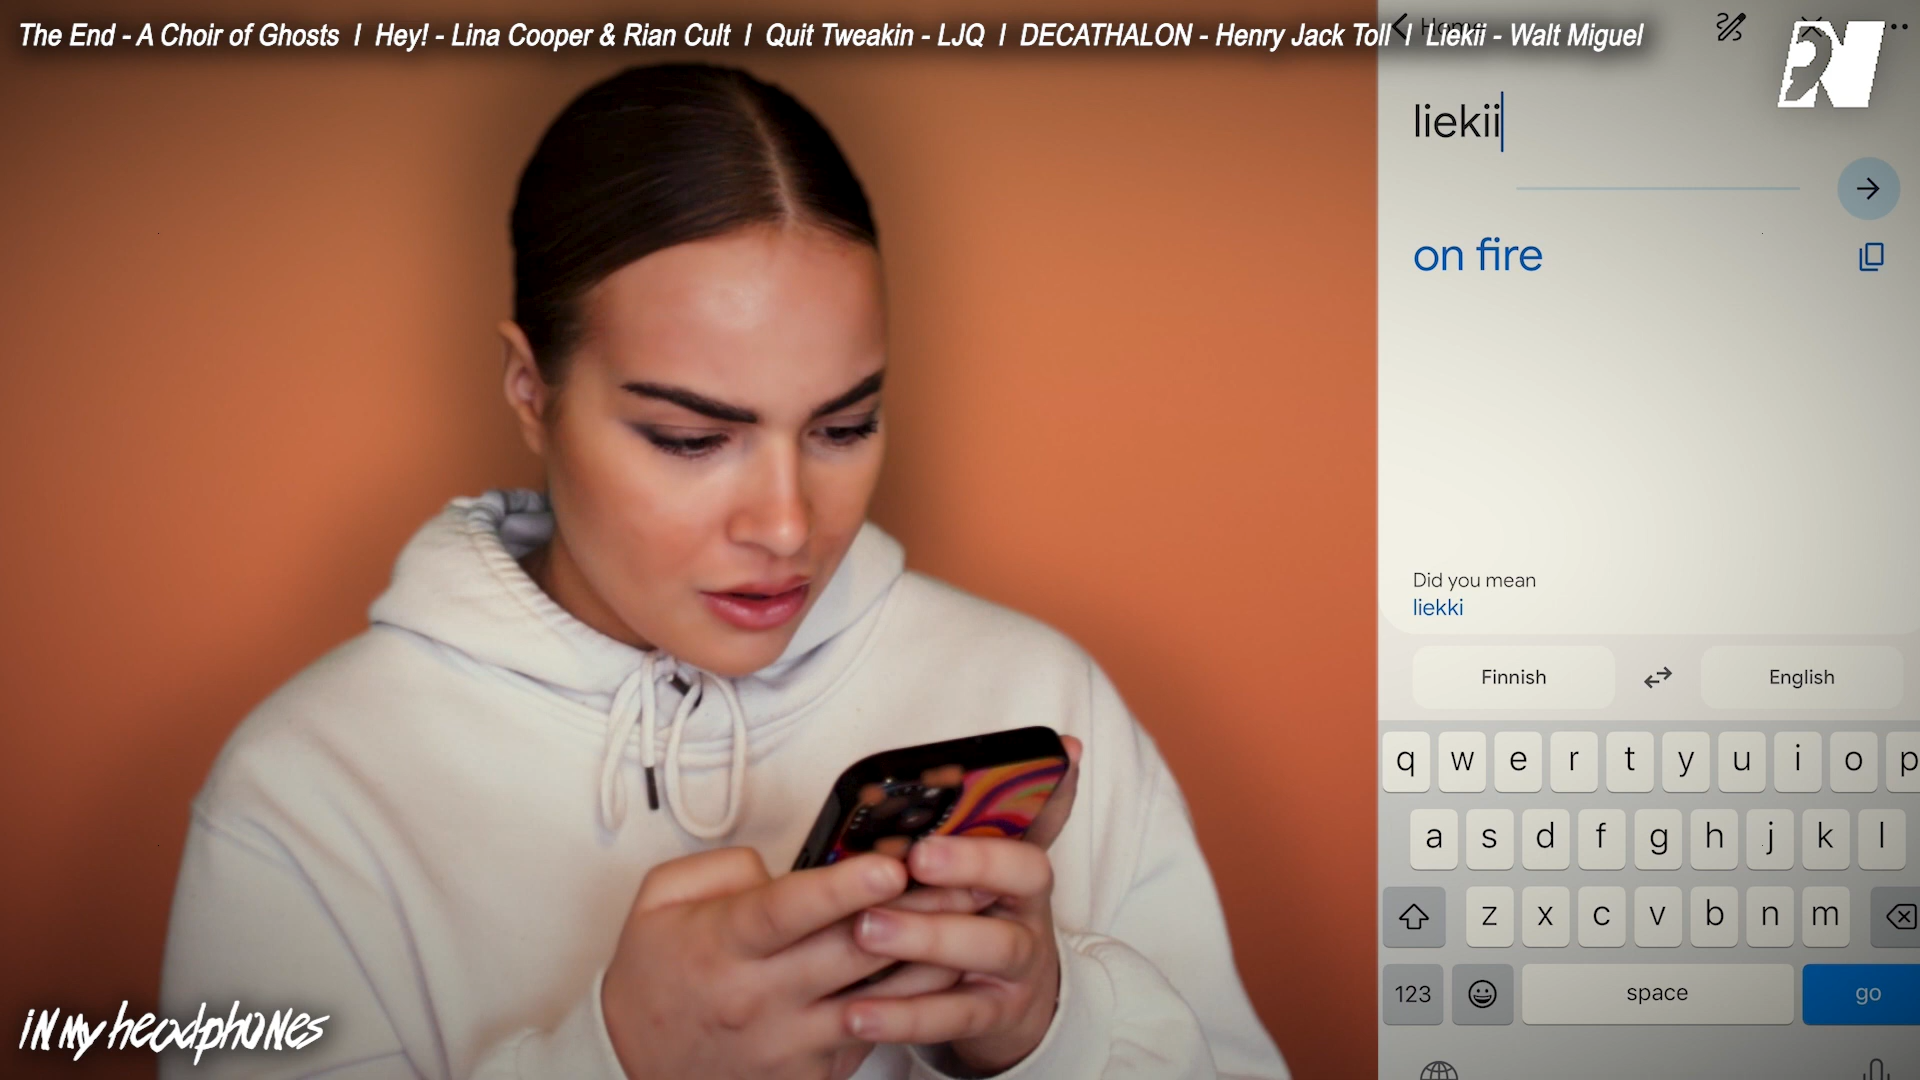 The End - A Choir of Ghosts I Hey! - Lina Cooper & Rian Cult I Quit Tweakin - LJQ I DECATHALON - Henry Jack Toll I Liekii - Walt Miguel
Home
liekii
on fire
Did you mean
liekki
Finnish
English
q w e r t y u i o p
a s d f g h j k l
z x c v b n m
123
space
go
iN My headphoNes